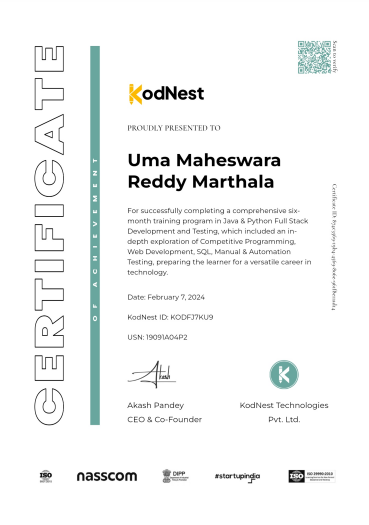 CERTIFICATE
OF ACHIEVEMENT
Scan to verify
KodNest
PROUDLY PRESENTED TO
Uma Maheswara
Reddy Marthala
For successfully completing a comprehensive six-
month training program in Java & Python Full Stack
Development and Testing, which included an in-
depth exploration of Competitive Programming,
Web Development, SQL, Manual & Automation
Testing, preparing the learner for a versatile career in
technology.
Date: February 7, 2024
KodNest ID: KODFJ7KU9
USN: 19091A04P2
Certificate ID:
Akash
Akash Pandey
CEO & Co-Founder
K
KodNest Technologies
Pvt. Ltd.
ISO
nasscom
DIPP
#startupindia
ISO